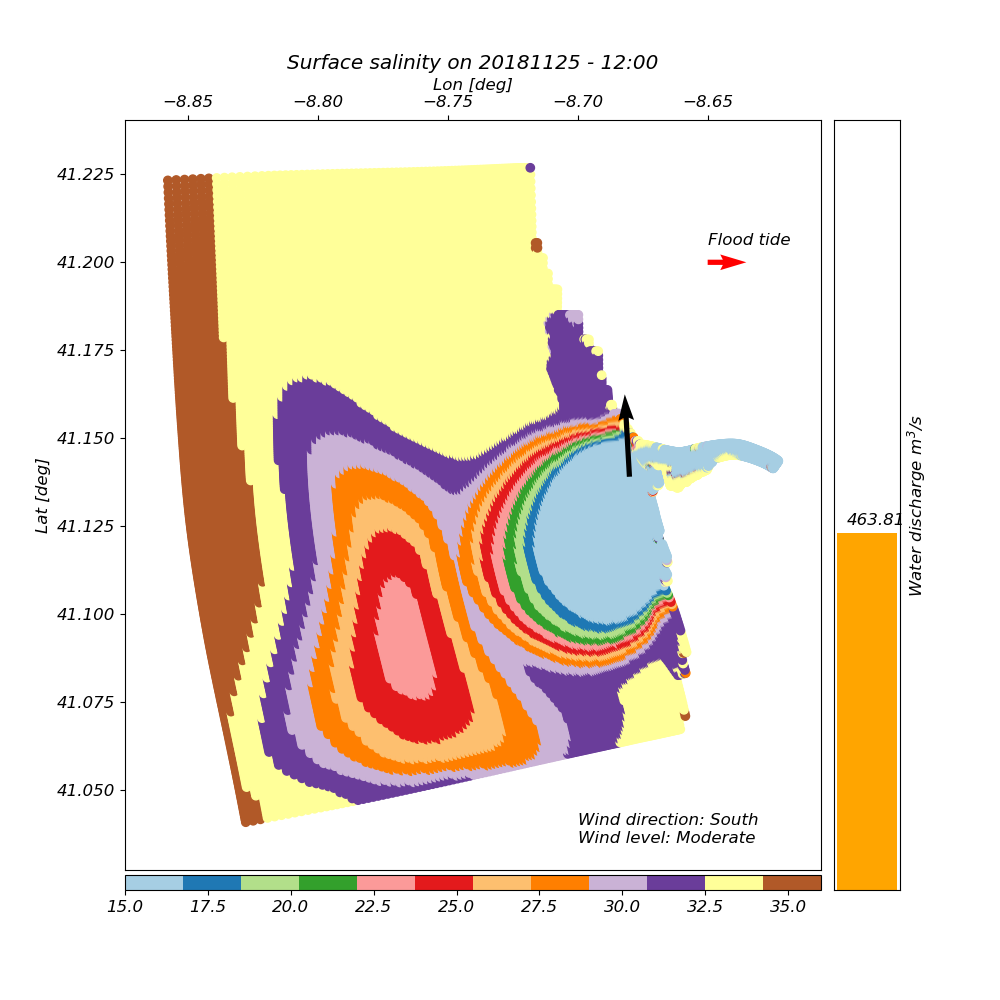 Surface salinity on 20181125 - 12:00
Lon [deg]
−8.85 −8.80 −8.75 −8.70 −8.65
41.225
41.200
41.175
41.150
41.125
41.100
41.075
41.050
Lat [deg]
Flood tide
Wind direction: South
Wind level: Moderate
463.81
Water discharge m³/s
15.0 17.5 20.0 22.5 25.0 27.5 30.0 32.5 35.0